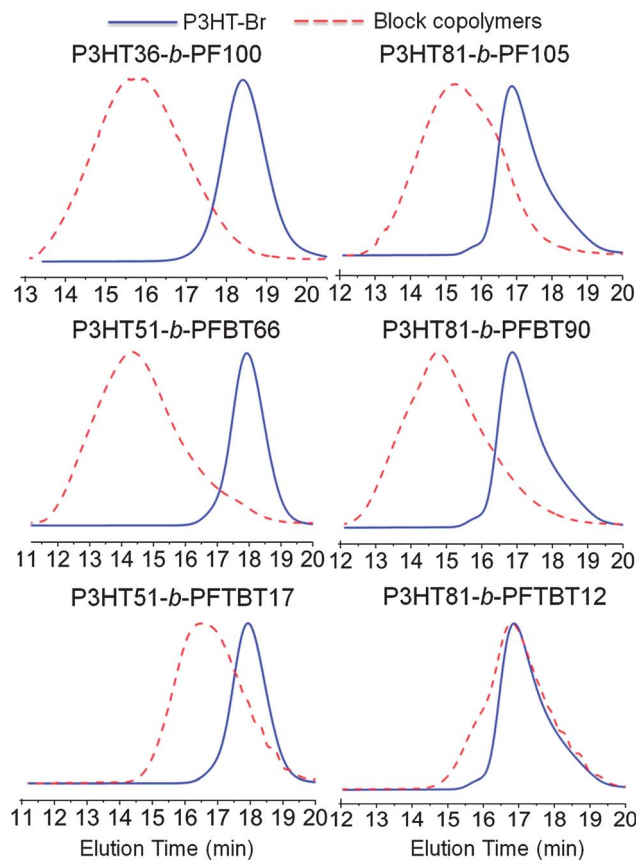 P3HT-Br Block copolymers
P3HT36-b-PF100 P3HT81-b-PF105
13 14 15 16 17 18 19 20 12 13 14 15 16 17 18 19 20
P3HT51-b-PFBT66 P3HT81-b-PFBT90
11 12 13 14 15 16 17 18 19 20 12 13 14 15 16 17 18 19 20
P3HT51-b-PFTBT17 P3HT81-b-PFTBT12
11 12 13 14 15 16 17 18 19 20 12 13 14 15 16 17 18 19 20
Elution Time (min) Elution Time (min)